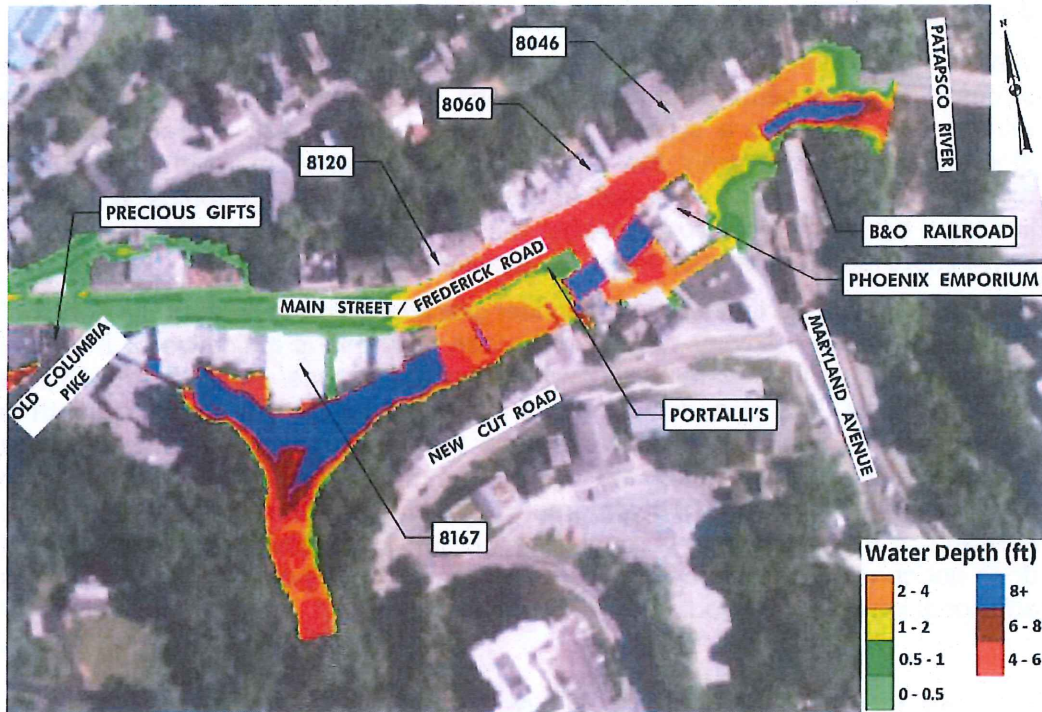 8046
PATAPSCO RIVER
N
8060
8120
PRECIOUS GIFTS
B&O RAILROAD
MAIN STREET / FREDERICK ROAD
PHOENIX EMPORIUM
OLD COLUMBIA
PIKE
MARYLAND AVENUE
PORTALLI'S
NEW CUT ROAD
8167
Water Depth (ft)
2 - 4
8+
1 - 2
6 - 8
0.5 - 1
4 - 6
0 - 0.5